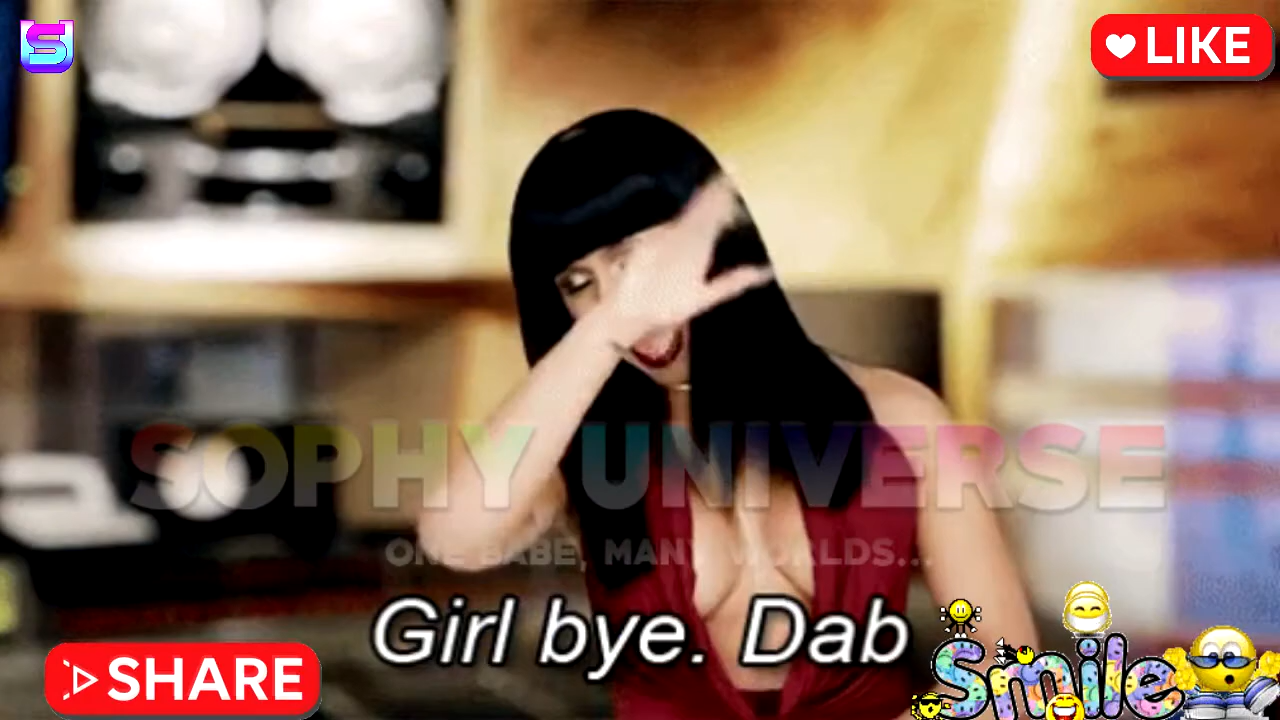 S
LIKE
SOPHY UNIVERSE
ONE BABE, MANY WORLDS...
Girl bye. Dab
Smile
SHARE